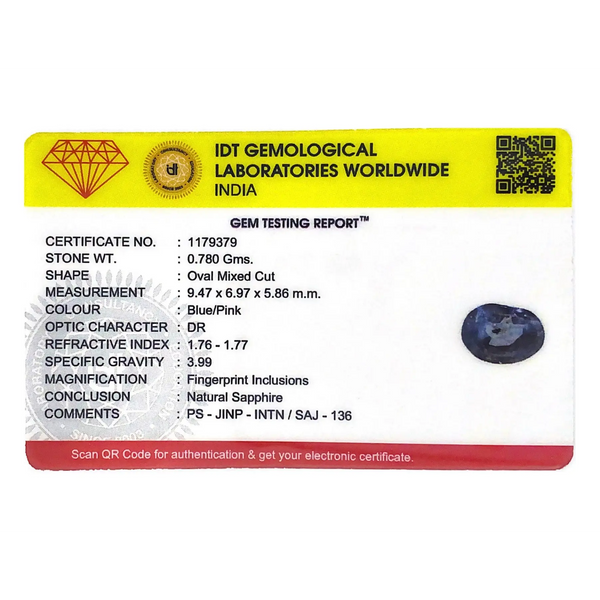 IDT GEMOLOGICAL
LABORATORIES WORLDWIDE
INDIA
GEM TESTING REPORT™
CERTIFICATE NO. : 1179379
STONE WT. : 0.780 Gms.
SHAPE : Oval Mixed Cut
MEASUREMENT : 9.47 x 6.97 x 5.86 m.m.
COLOUR : Blue/Pink
OPTIC CHARACTER : DR
REFRACTIVE INDEX : 1.76 - 1.77
SPECIFIC GRAVITY : 3.99
MAGNIFICATION : Fingerprint Inclusions
CONCLUSION : Natural Sapphire
COMMENTS : PS - JINP - INTN / SAJ - 136
Scan QR Code for authentication & get your electronic certificate.